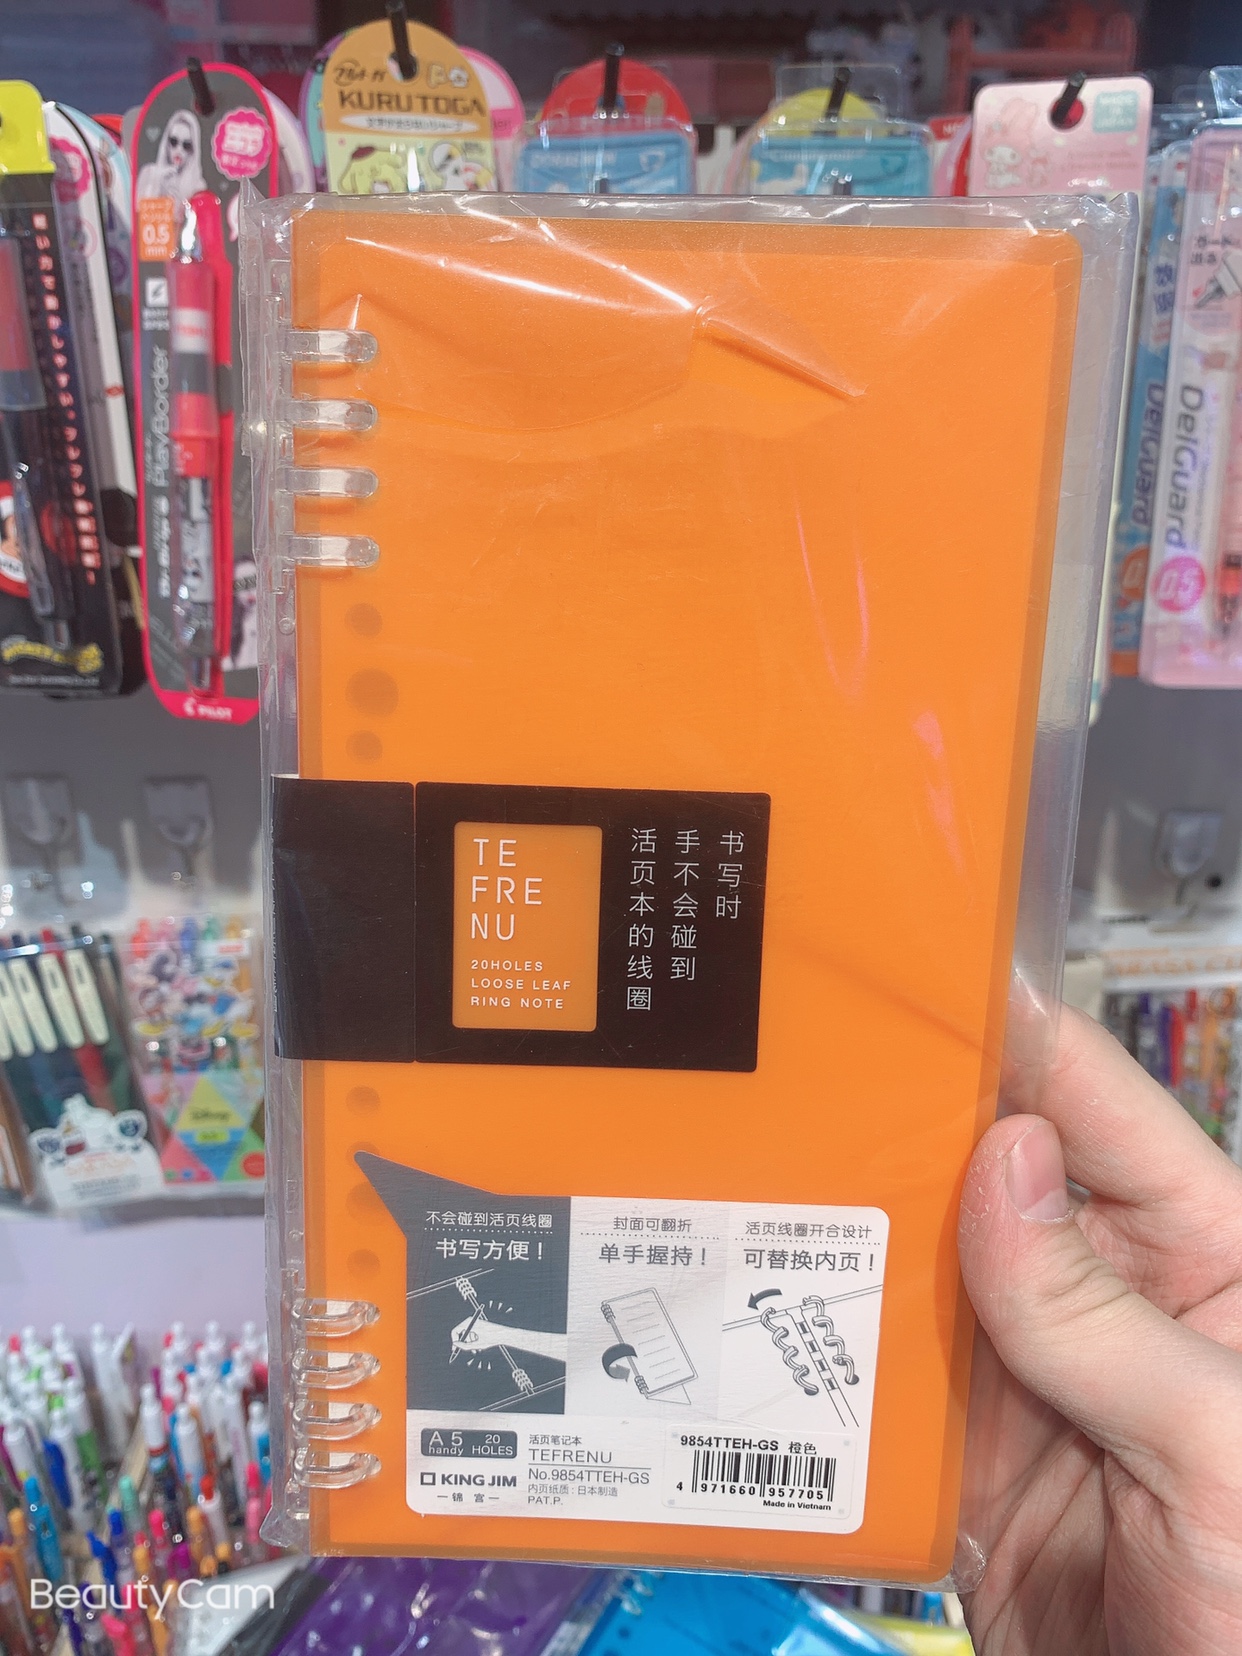 KURU TOGA
0.5
mm
PlayBorder
PILOT
DelGuard
DelGuard
0.5
TE
FRE
NU
20HOLES
LOOSE LEAF
RING NOTE
书写时
手不会碰到
活页本的线圈
不会碰到活页线圈
书写方便！
封面可翻折
单手握持！
活页线圈开合设计
可替换内页！
A5
handy
20
HOLES
KING JIM
—锦 宫—
活页笔记本
TEFRENU
No.9854TTEH-GS
内页纸质：日本制造
PAT.P.
9854TTEH-GS 橙色
4 971660 957705
Made in Vietnam
BeautyCam